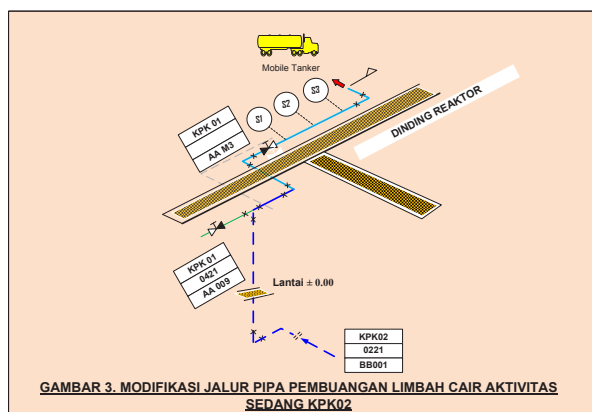 Mobile Tanker
S1
S2
S3
DINDING REAKTOR
KPK 01
AA M3
KPK 01
0421
AA 009
Lantai ± 0.00
KPK02
0221
BB001
GAMBAR 3. MODIFIKASI JALUR PIPA PEMBUANGAN LIMBAH CAIR AKTIVITAS
SEDANG KPK02